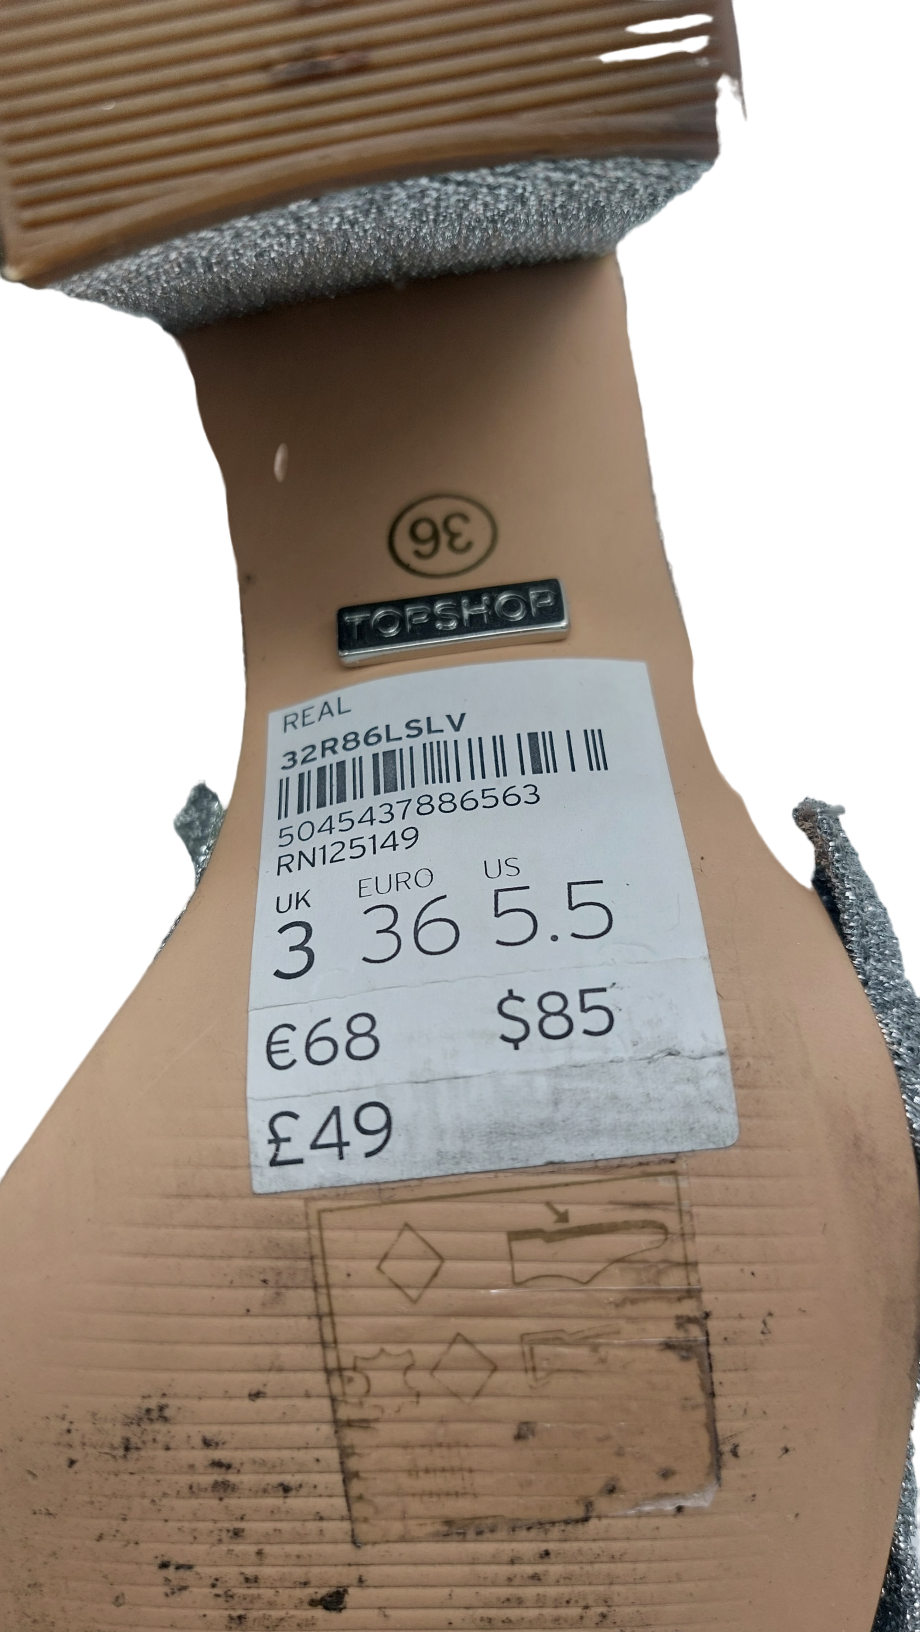 36
TOPSHOP
REAL
32R86LSLV
5045437886563
RN125149
UK EURO US
3 36 5.5
€68 $85
£49